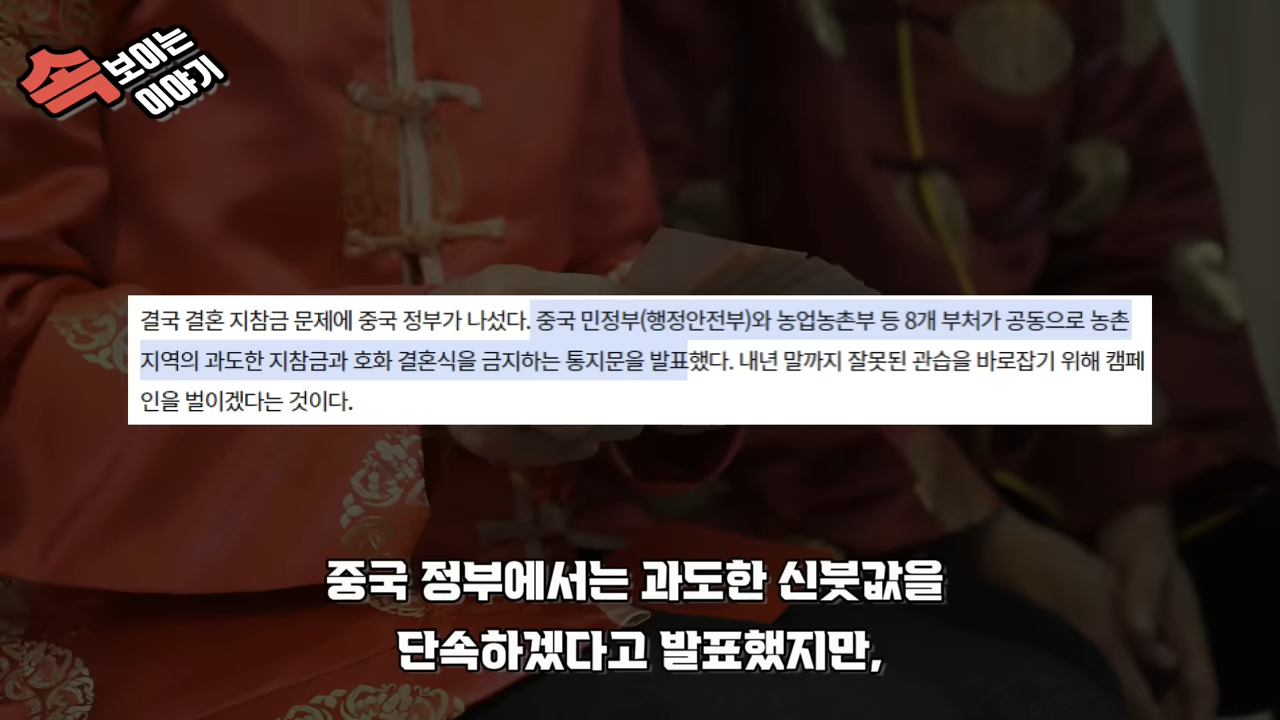 속보이는
이야기
결국 결혼 지참금 문제에 중국 정부가 나섰다. 중국 민정부(행정안전부)와 농업농촌부 등 8개 부처가 공동으로 농촌
지역의 과도한 지참금과 호화 결혼식을 금지하는 통지문을 발표했다. 내년 말까지 잘못된 관습을 바로잡기 위해 캠페
인을 벌이겠다는 것이다.
중국 정부에서는 과도한 신붓값을
단속하겠다고 발표했지만,